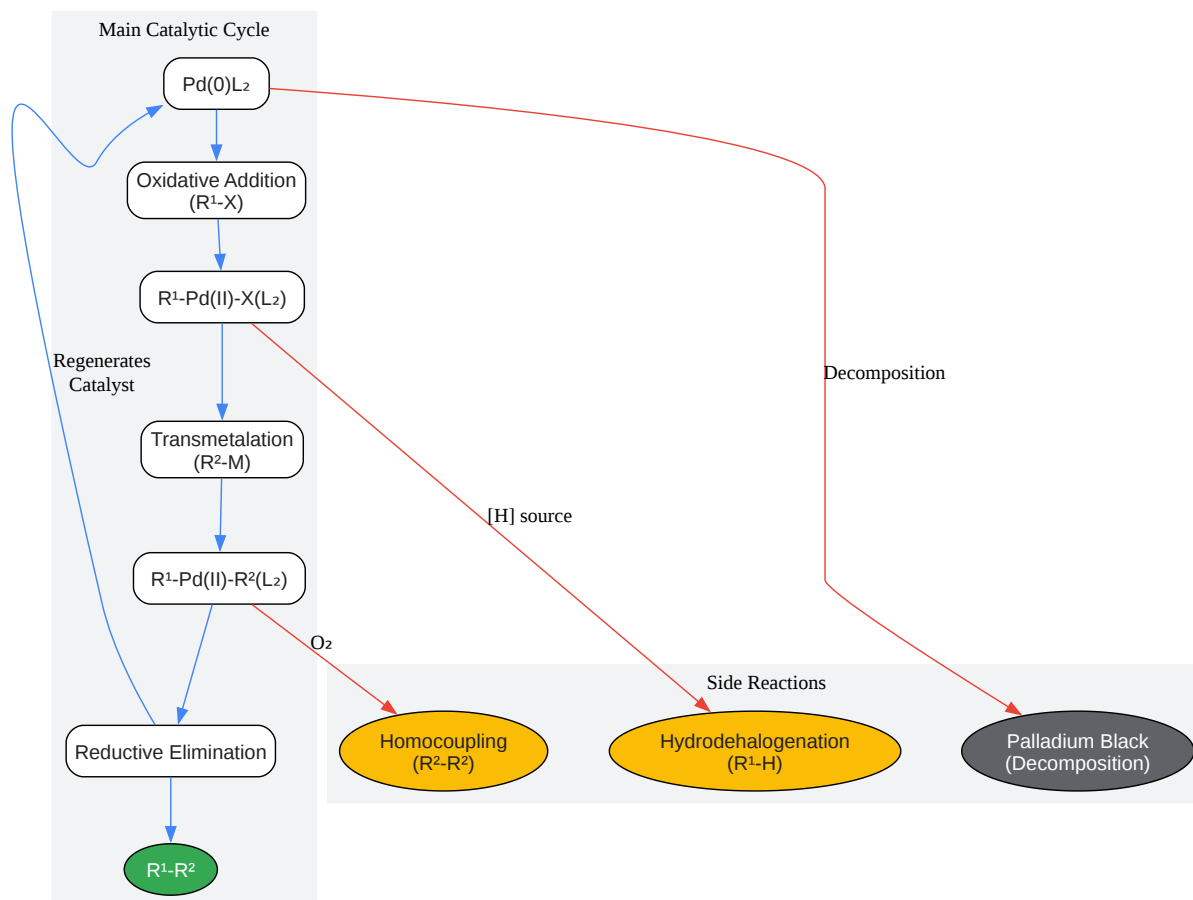 Main Catalytic Cycle
Pd(0)L₂
Oxidative Addition
(R¹-X)
R¹-Pd(II)-X(L₂)
Regenerates
Catalyst
Decomposition
Transmetalation
(R²-M)
[H] source
R¹-Pd(II)-R²(L₂)
O₂
Side Reactions
Reductive Elimination
Homocoupling
(R²-R²)
Hydrodehalogenation
(R¹-H)
Palladium Black
(Decomposition)
R¹-R²